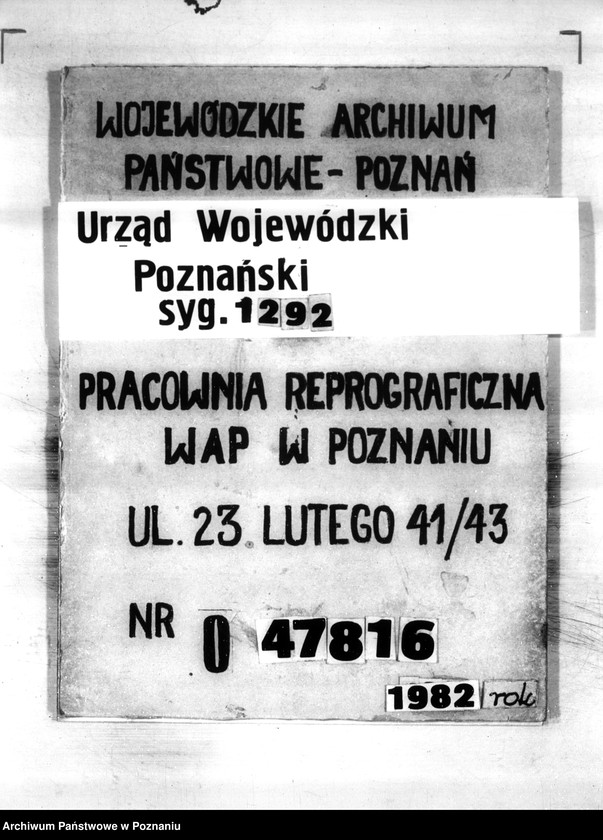 WOJEWÓDZKIE ARCHIWUM
PAŃSTWOWE - POZNAŃ
Urząd Wojewódzki
Poznański
syg. 1292
PRACOWNIA REPROGRAFICZNA
WAP W POZNANIU
UL. 23 LUTEGO 41/43
NR 0 47816
1982 rok
Archiwum Państwowe w Poznaniu